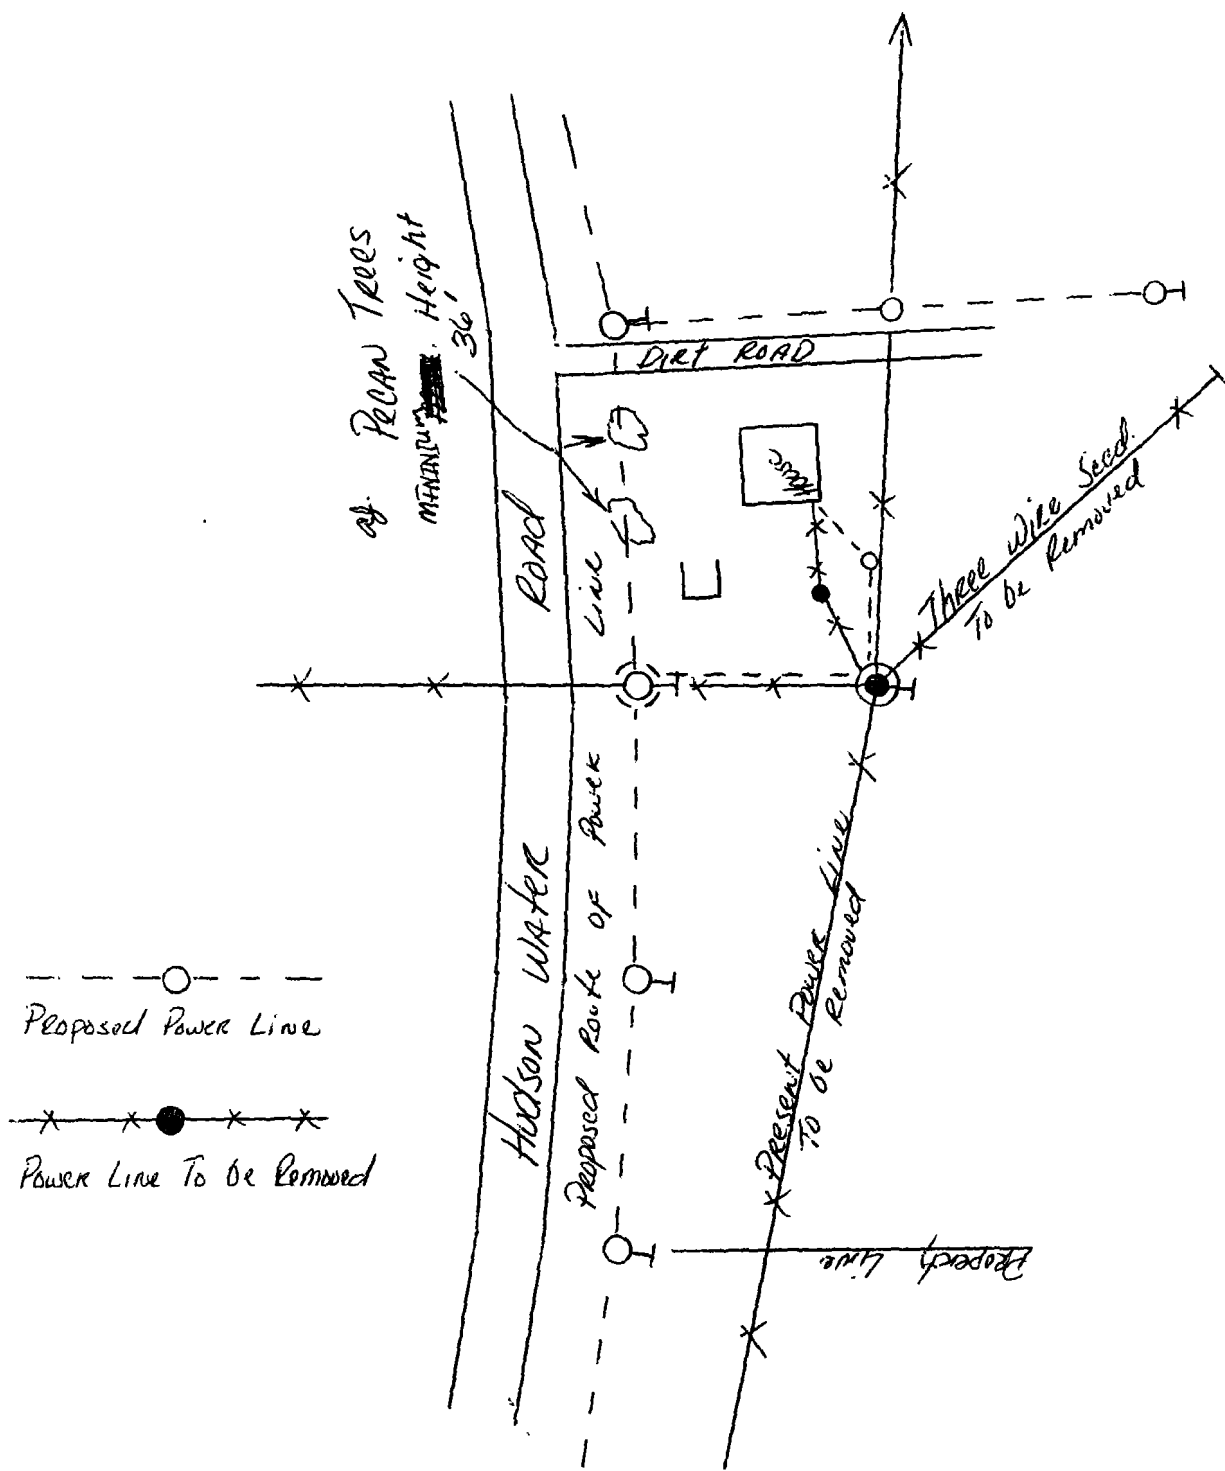 Pecan Trees
Minimum Height
36'
Dirt Road
House
Three Wire Secd.
To be Removed
Hudson Water Road
Proposed Route of Power Line
Present Power Line
To be Removed
Property
Line
Proposed Power Line
Power Line To be Removed